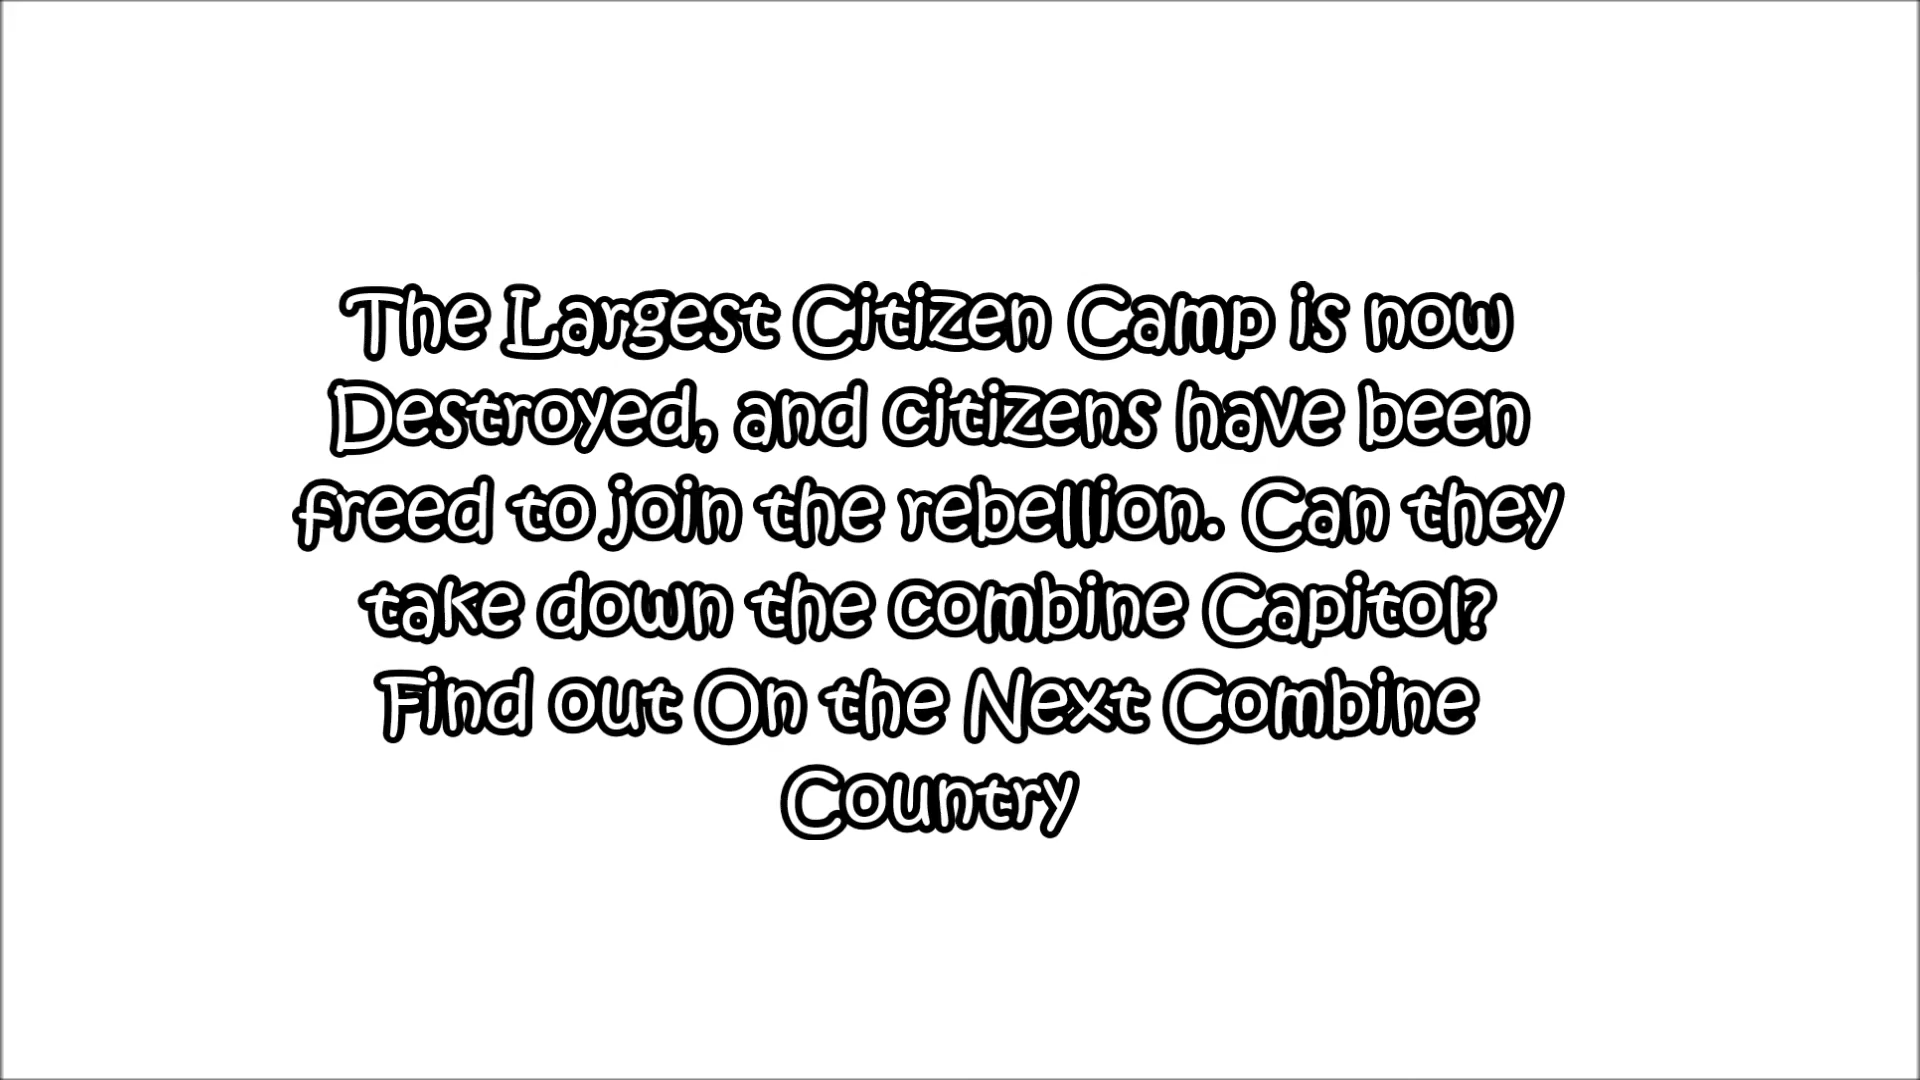 The Largest Citizen Camp is now
Destroyed, and citizens have been
freed to join the rebellion. Can they
take down the combine Capitol?
Find out On the Next Combine
Country